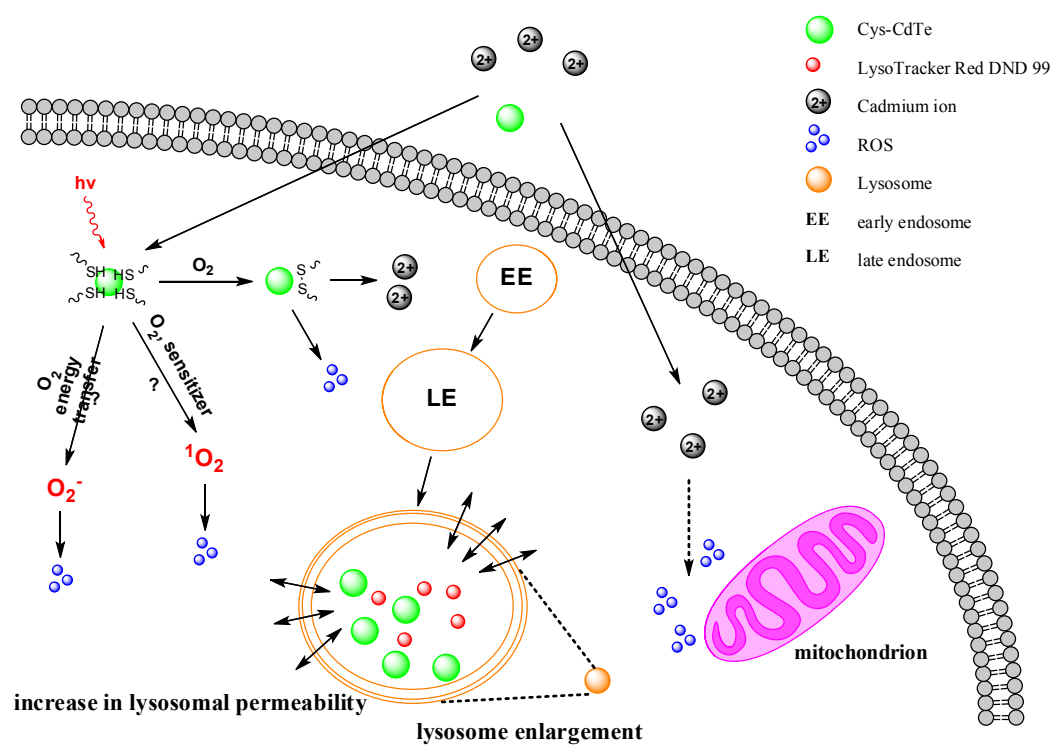 2+
2+
2+
Cys-CdTe
LysoTracker Red DND 99
2+
Cadmium ion
ROS
Lysosome
EE
early endosome
LE
late endosome
hv
SH HS
SH HS
O2
S
S
2+
2+
EE
O2
energy
transfer
?
O2, sensitizer
?
LE
2+
2+
2+
1O2
O2-
mitochondrion
increase in lysosomal permeability
lysosome enlargement